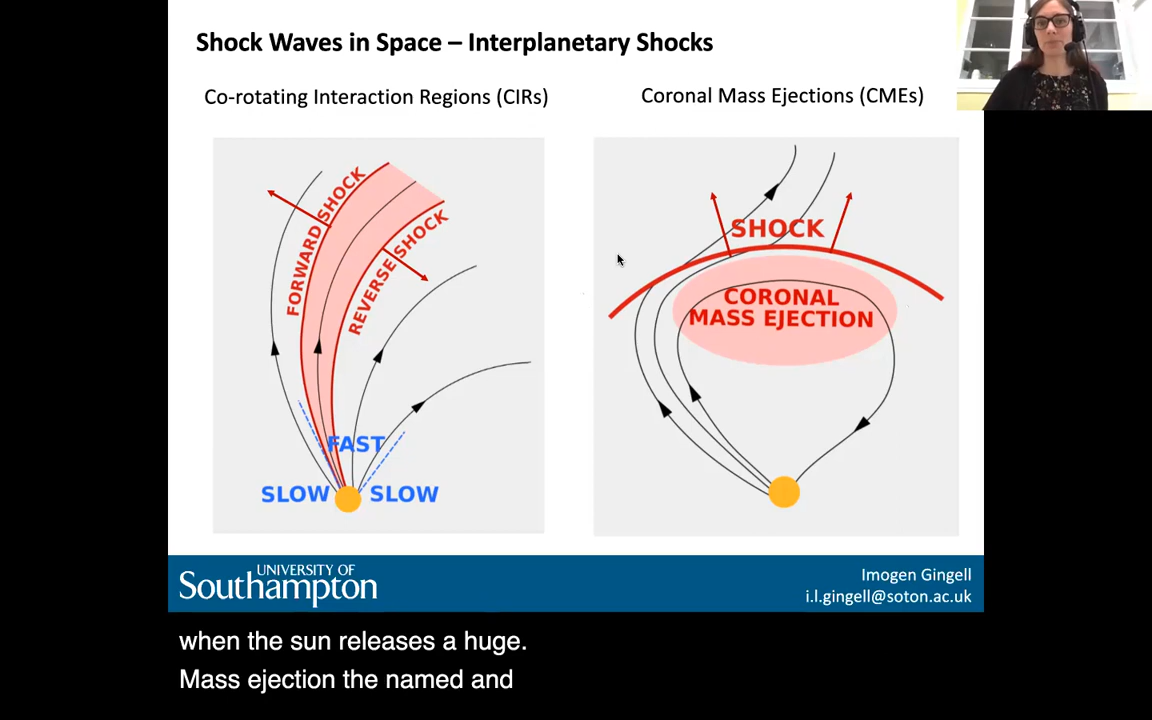 Shock Waves in Space – Interplanetary Shocks
Co-rotating Interaction Regions (CIRs)
Coronal Mass Ejections (CMEs)
FORWARD SHOCK
REVERSE SHOCK
FAST
SLOW
SLOW
SHOCK
CORONAL
MASS EJECTION
UNIVERSITY OF
Southampton
Imogen Gingell
i.l.gingell@soton.ac.uk
when the sun releases a huge.
Mass ejection the named and